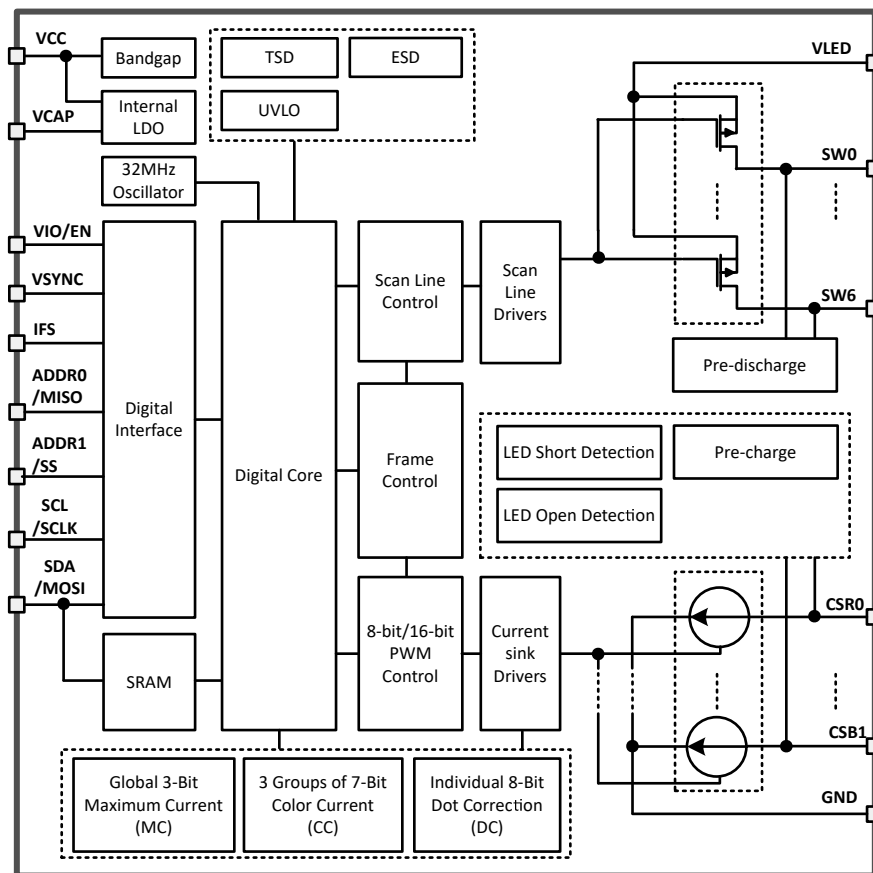 VCC
Bandgap
TSD
ESD
VLED
VCAP
Internal
LDO
UVLO
32MHz
Oscillator
SW0
VIO/EN
VSYNC
IFS
ADDR0
/MISO
ADDR1
/SS
SCL
/SCLK
SDA
/MOSI
Digital
Interface
Digital Core
Scan Line
Control
Scan
Line
Drivers
SW6
Pre-discharge
Frame
Control
LED Short Detection
Pre-charge
LED Open Detection
SRAM
8-bit/16-bit
PWM
Control
Current
sink
Drivers
CSR0
CSB1
GND
Global 3-Bit
Maximum Current
(MC)
3 Groups of 7-Bit
Color Current
(CC)
Individual 8-Bit
Dot Correction
(DC)